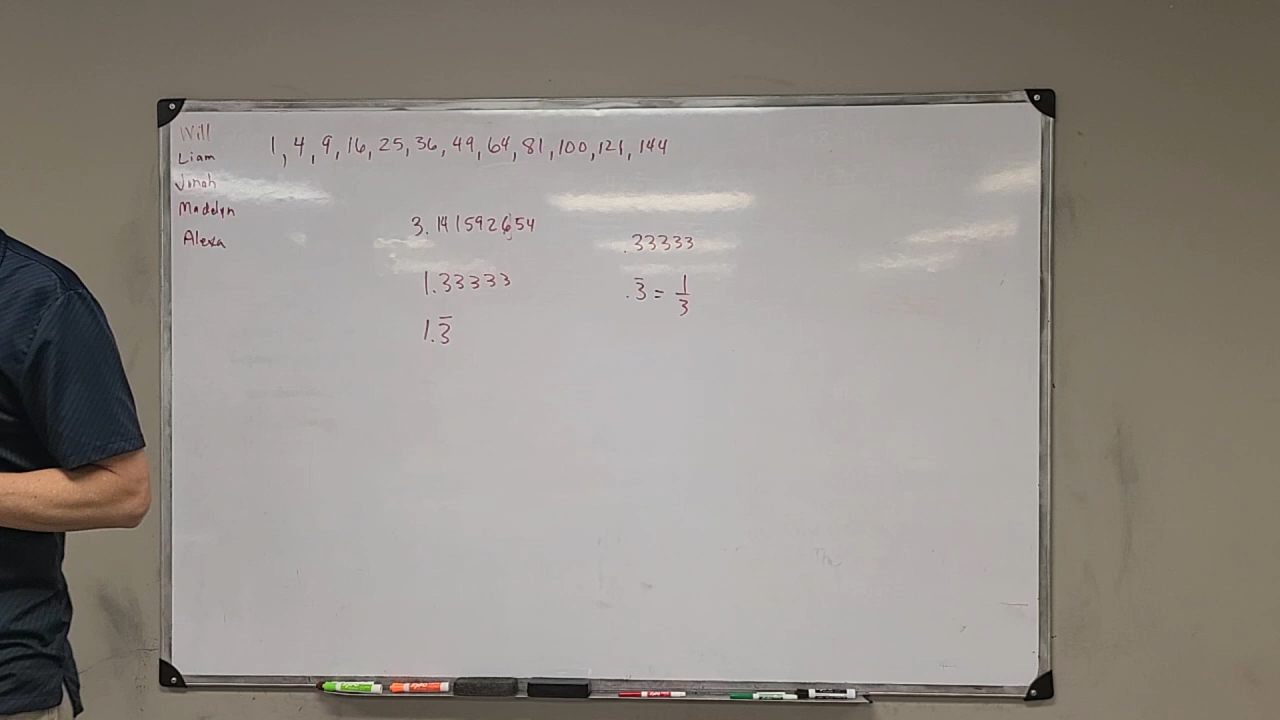 Will
Liam
Jonah
Madelyn
Alexa
1, 4, 9, 16, 25, 36, 49, 64, 81, 100, 121, 144
3.141592654
1.33333
1.3̅
.33333
.3̅ = 1/3